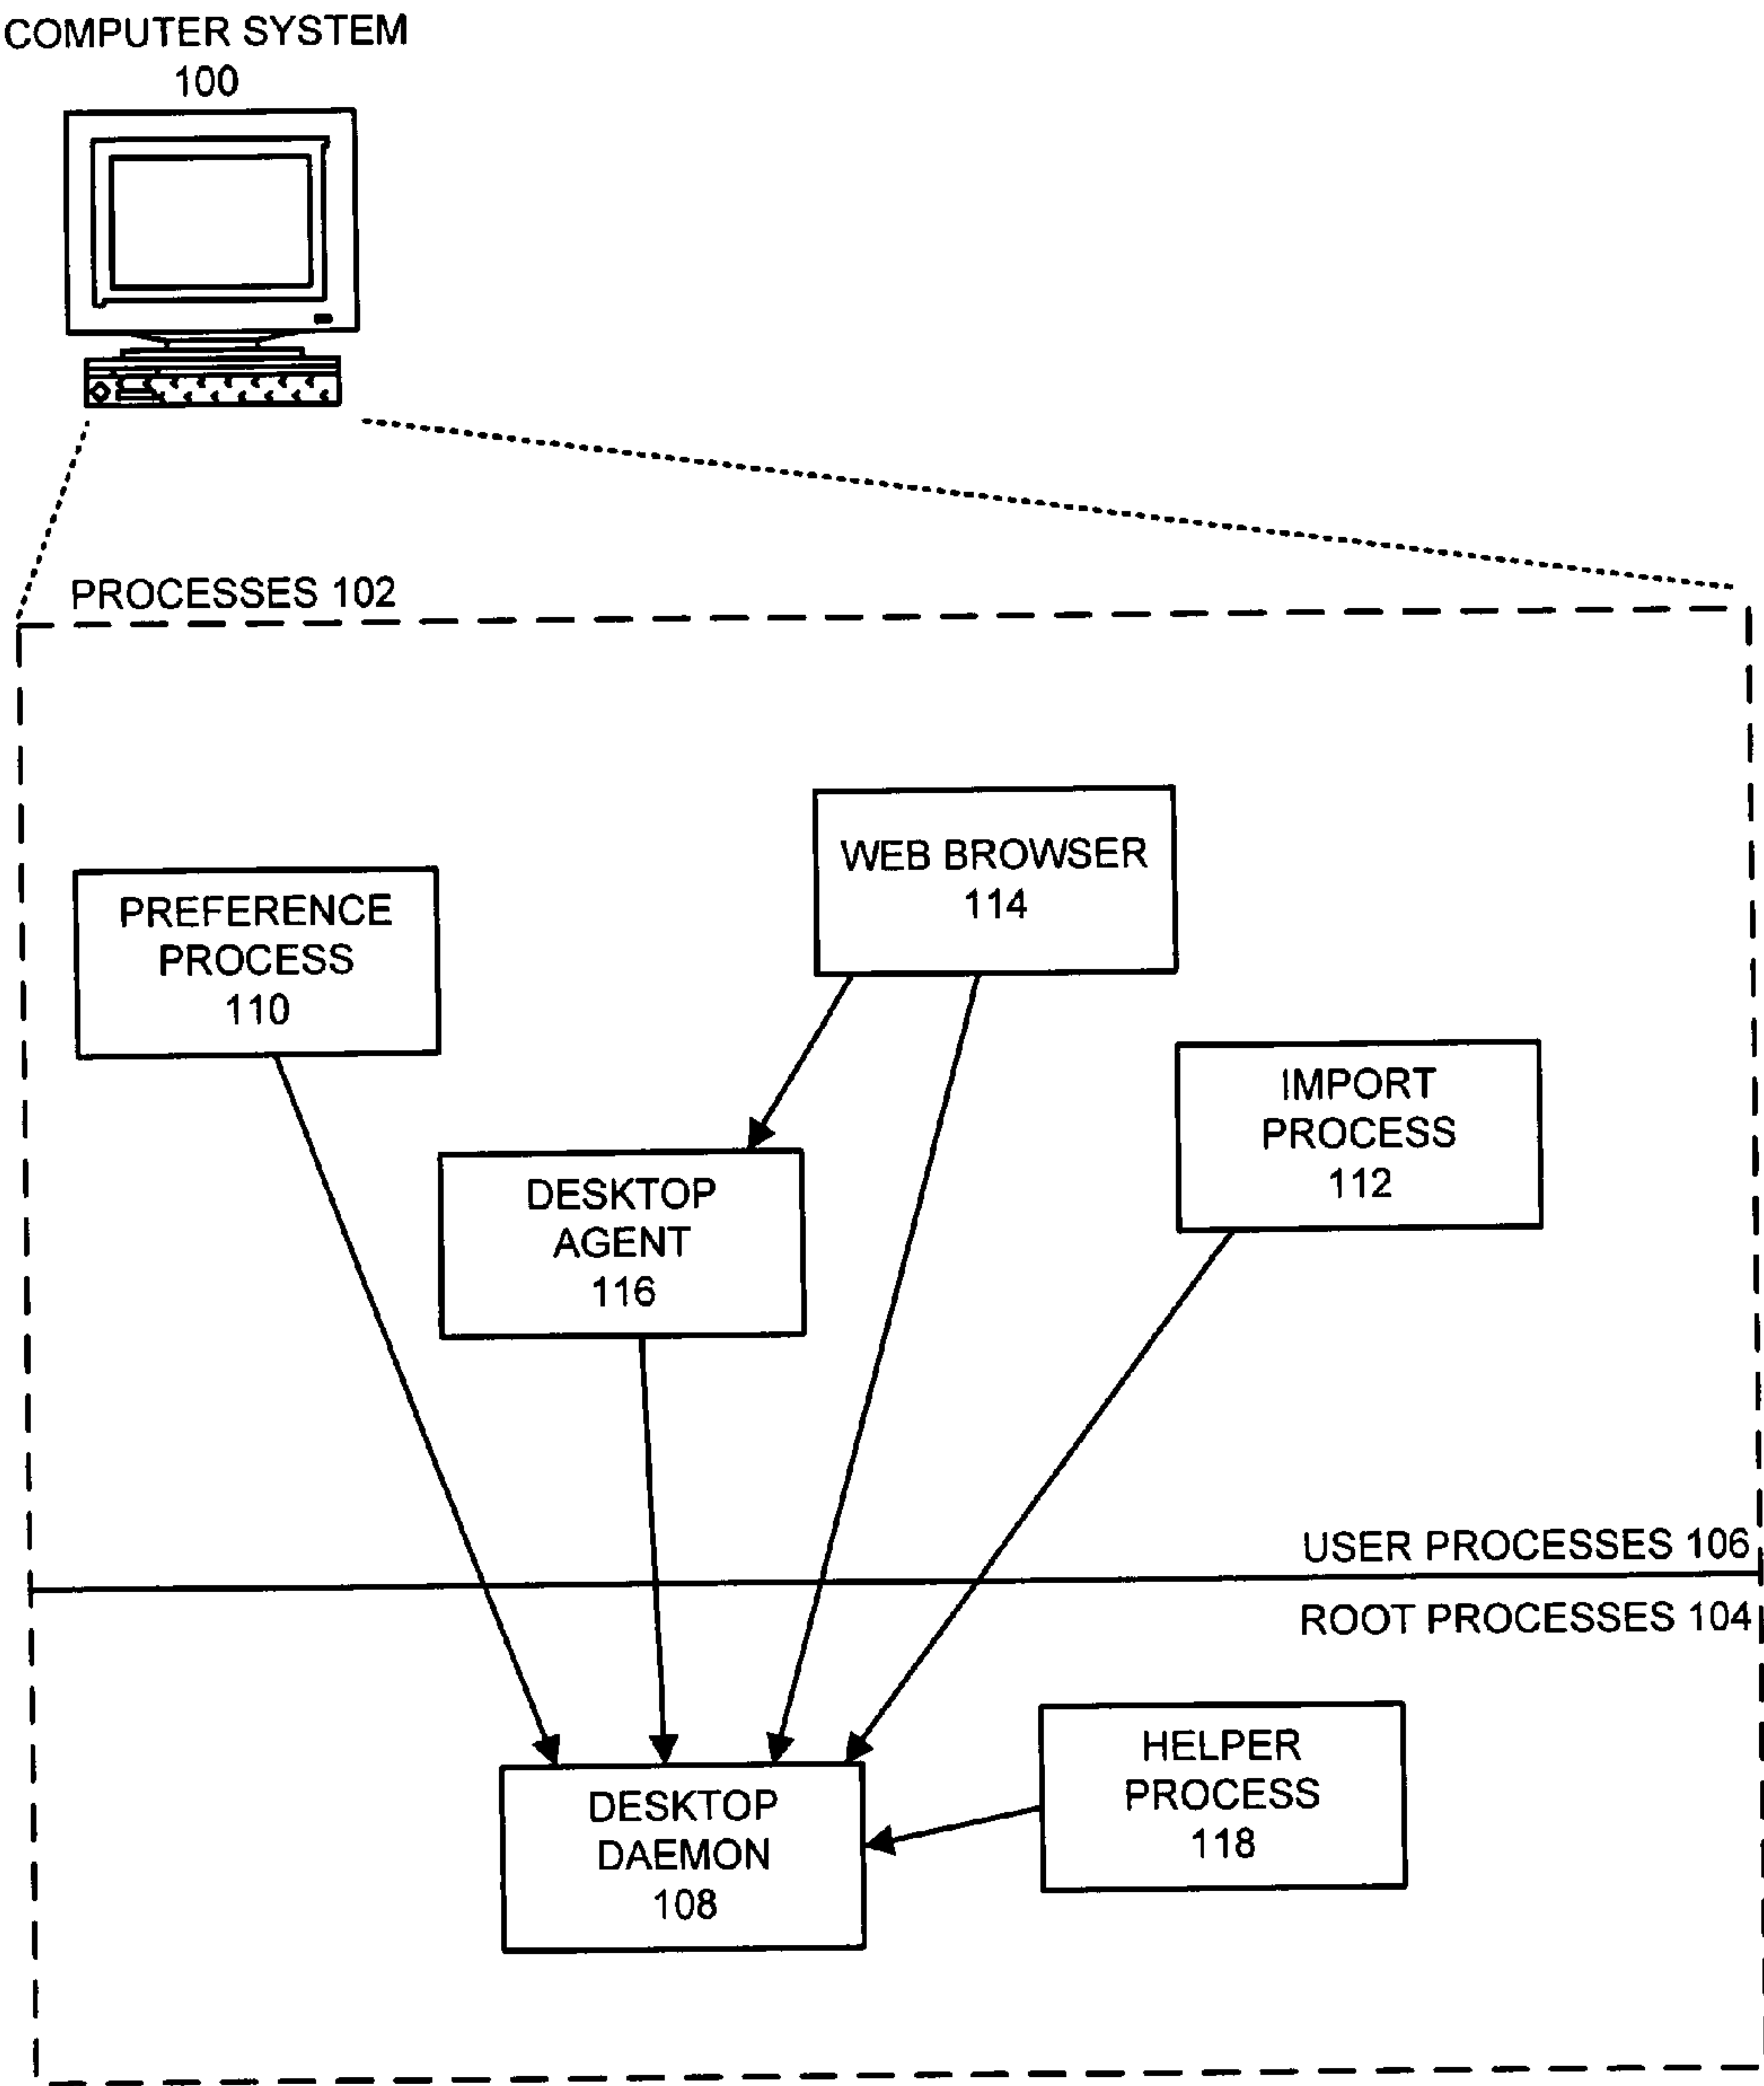 COMPUTER SYSTEM
100
PROCESSES 102
WEB BROWSER
114
PREFERENCE
PROCESS
110
IMPORT
PROCESS
112
DESKTOP
AGENT
116
USER PROCESSES 106
ROOT PROCESSES 104
HELPER
PROCESS
118
DESKTOP
DAEMON
108